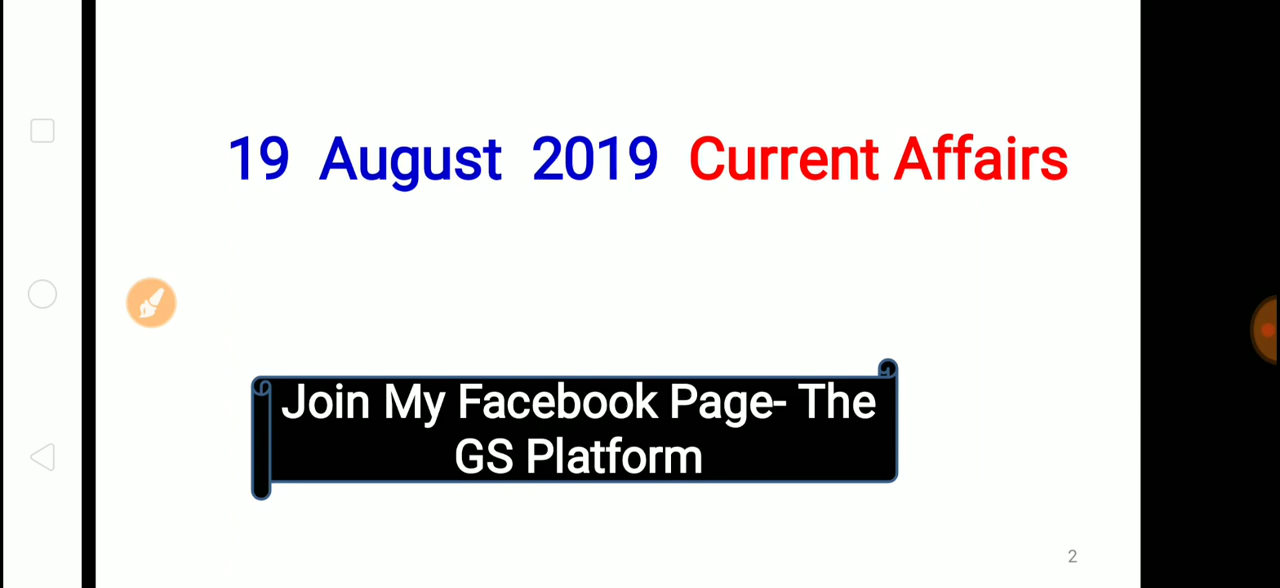 19 August 2019 Current Affairs
Join My Facebook Page- The
GS Platform
2